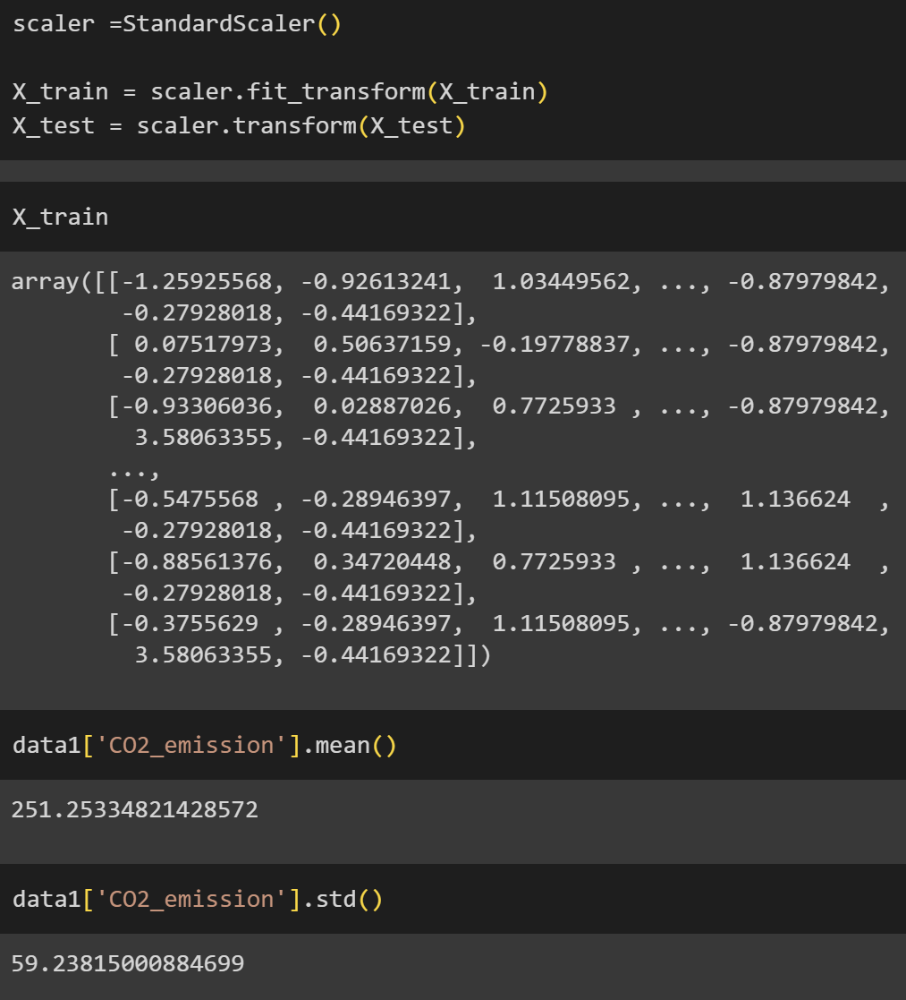 scaler =StandardScaler()
X_train = scaler.fit_transform(X_train)
X_test = scaler.transform(X_test)
X_train
array([[-1.25925568, -0.92613241,  1.03449562, ..., -0.87979842,
        -0.27928018, -0.44169322],
       [ 0.07517973,  0.50637159, -0.19778837, ..., -0.87979842,
        -0.27928018, -0.44169322],
       [-0.93306036,  0.02887026,  0.7725933 , ..., -0.87979842,
         3.58063355, -0.44169322],
       ...,
       [-0.5475568 , -0.28946397,  1.11508095, ...,  1.136624  ,
        -0.27928018, -0.44169322],
       [-0.88561376,  0.34720448,  0.7725933 , ...,  1.136624  ,
        -0.27928018, -0.44169322],
       [-0.3755629 , -0.28946397,  1.11508095, ..., -0.87979842,
         3.58063355, -0.44169322]])
data1['CO2_emission'].mean()
251.25334821428572
data1['CO2_emission'].std()
59.23815000884699